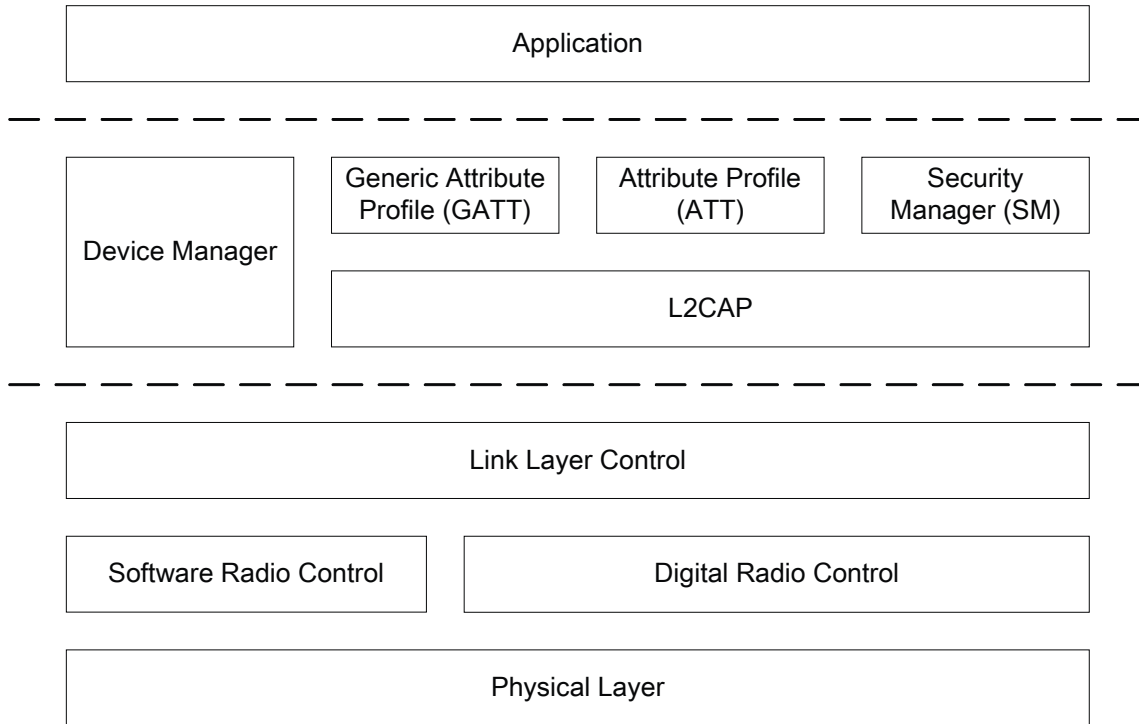 Application
Device Manager
Generic Attribute
Profile (GATT)
Attribute Profile
(ATT)
Security
Manager (SM)
L2CAP
Link Layer Control
Software Radio Control
Digital Radio Control
Physical Layer